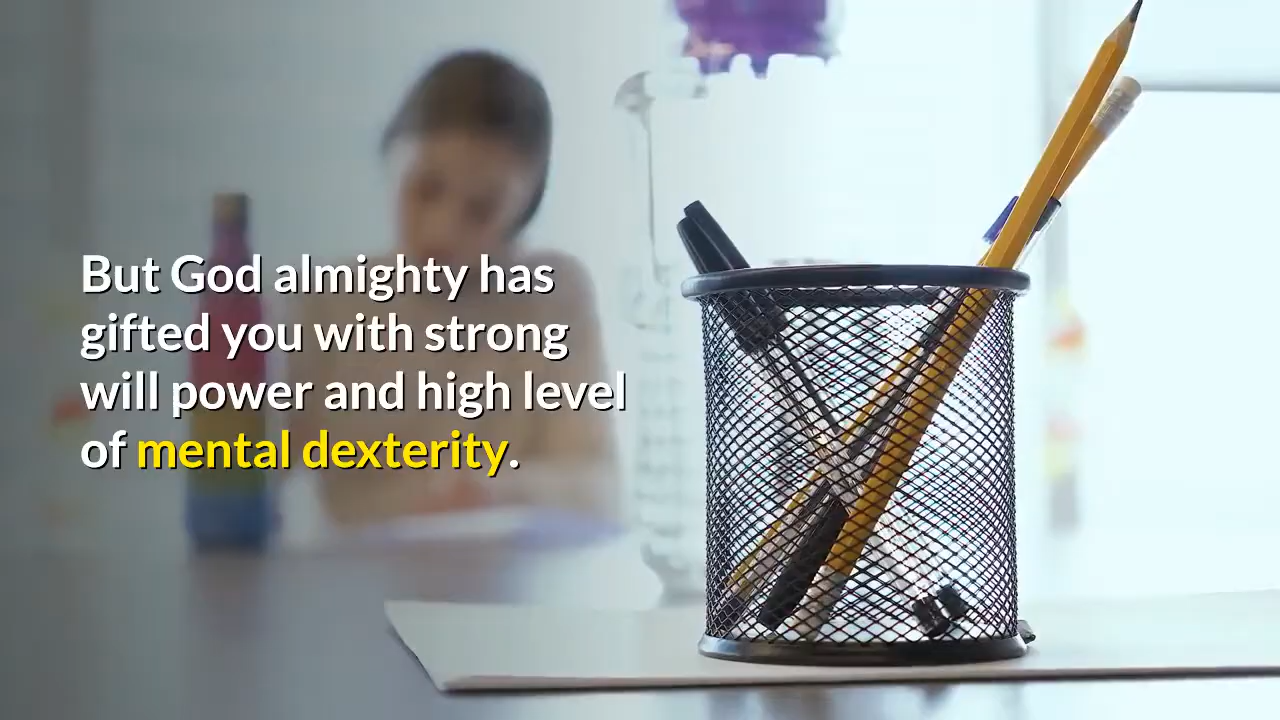 But God almighty has
gifted you with strong
will power and high level
of mental dexterity.